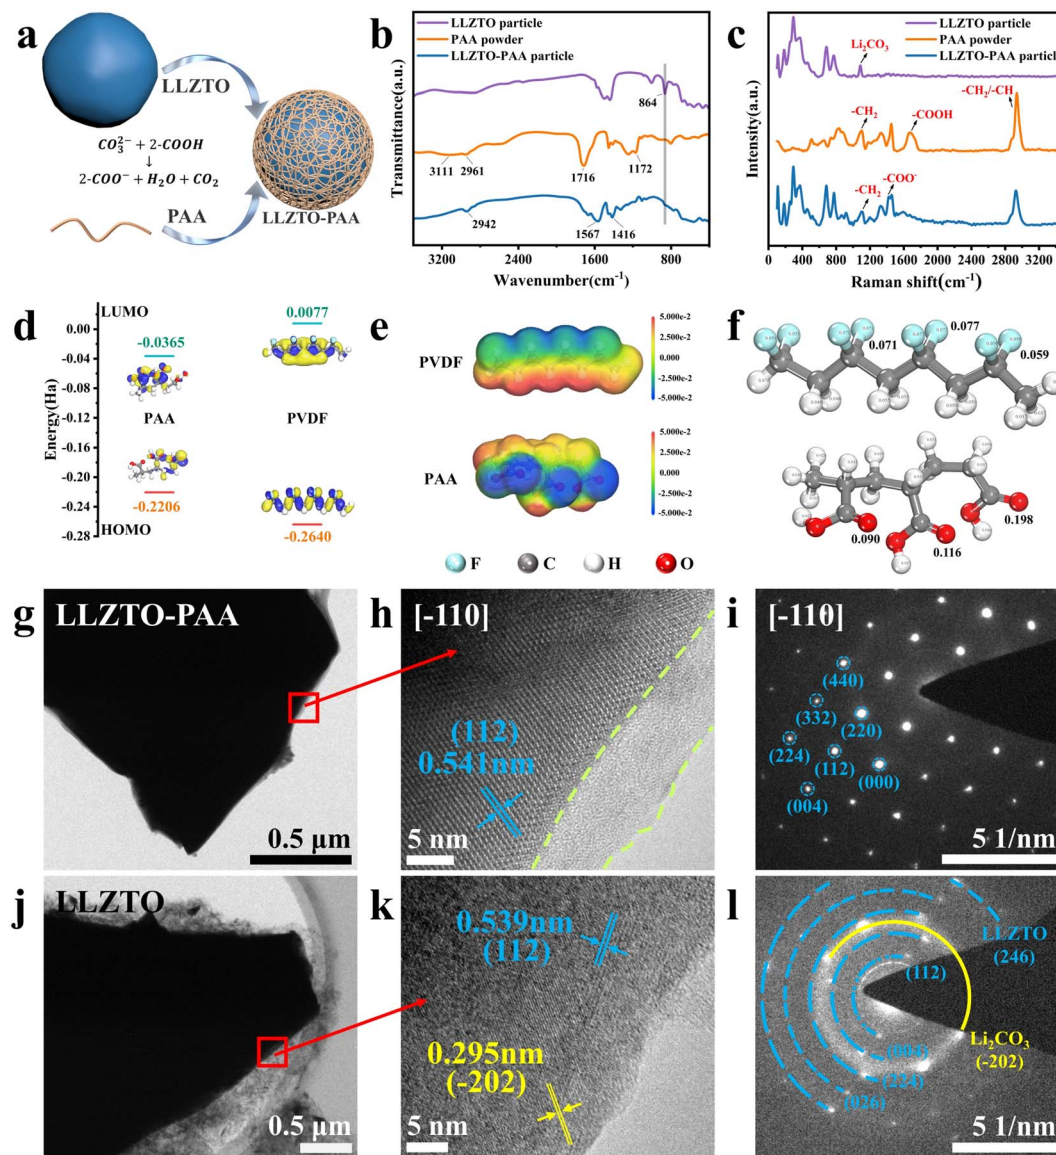 a
LLZTO
CO₃²⁻ + 2-COOH
↓
2-COO⁻ + H₂O + CO₂
PAA
LLZTO-PAA
b
LLZTO particle
PAA powder
LLZTO-PAA particle
864
3111
2961
1716
1172
2942
1567
1416
3200
2400
1600
800
Wavenumber(cm⁻¹)
Transmittance(a.u.)
c
LLZTO particle
PAA powder
LLZTO-PAA particle
Li₂CO₃
-CH₂/-CH
-CH₂
-COOH
-CH₂
-COO⁻
0
400
800
1200
1600
2000
2400
2800
3200
Raman shift(cm⁻¹)
Intensity(a.u.)
d
LUMO
0.00
-0.04
-0.08
-0.12
-0.16
-0.20
-0.24
-0.28
Energy(Ha)
HOMO
-0.0365
PAA
-0.2206
0.0077
PVDF
-0.2640
e
PVDF
5.000e-2
2.500e-2
0.000
-2.500e-2
-5.000e-2
PAA
5.000e-2
2.500e-2
0.000
-2.500e-2
-5.000e-2
F
C
H
O
f
0.077
0.071
0.059
0.090
0.116
0.198
g
LLZTO-PAA
0.5 μm
h
[-110]
(112)
0.541nm
5 nm
i
[-110]
(440)
(332)
(220)
(224)
(112)
(000)
(004)
5 1/nm
j
LLZTO
0.5 μm
k
0.539nm
(112)
0.295nm
(-202)
5 nm
l
LLZTO
(246)
(112)
Li₂CO₃
(-202)
(004)
(224)
(026)
5 1/nm